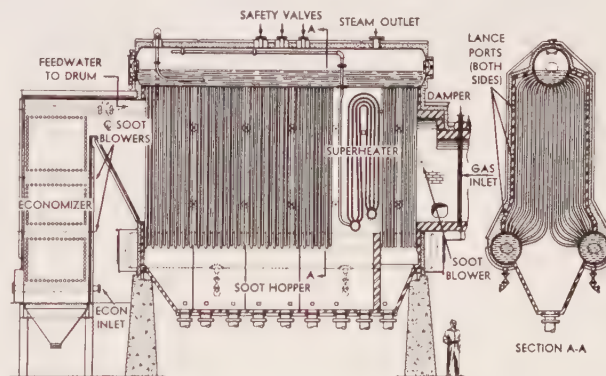 SAFETY VALVES
A
STEAM OUTLET
FEEDWATER
TO DRUM
LANCE
PORTS
(BOTH
SIDES)
DAMPER
℄ SOOT
BLOWERS
SUPERHEATER
GAS
INLET
ECONOMIZER
SOOT
BLOWER
A
SOOT HOPPER
ECON
INLET
SECTION A-A